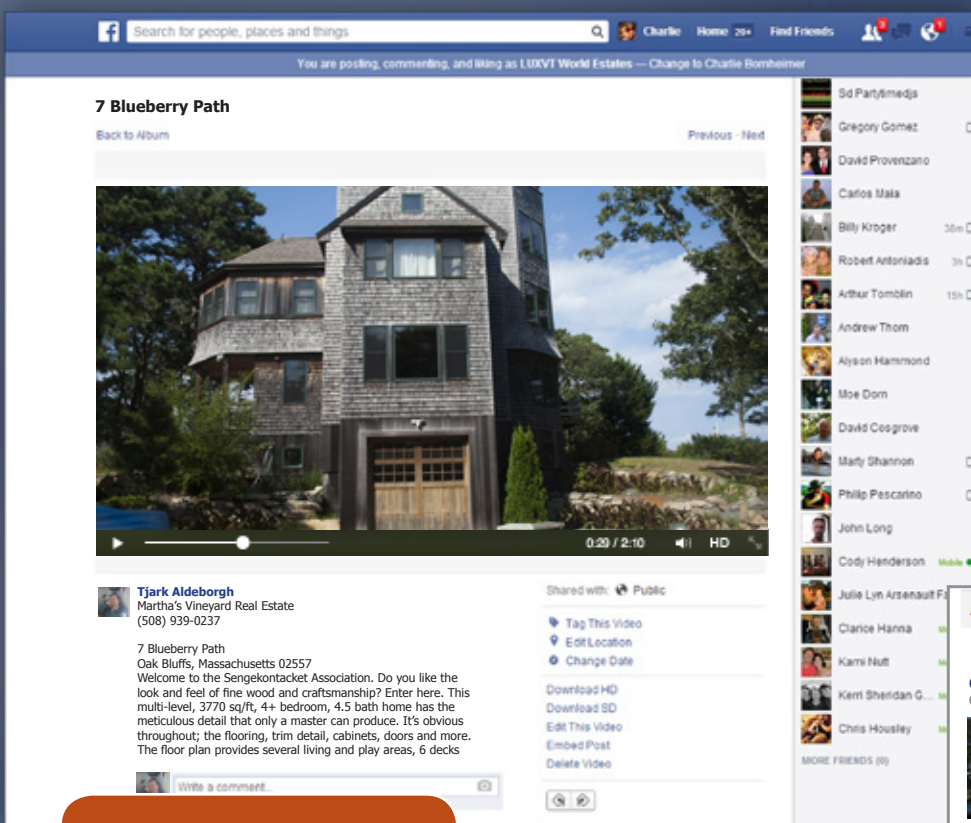 f
Search for people, places and things
Charlie Home 20+ Find Friends
You are posting, commenting, and liking as LUXVT World Estates — Change to Charlie Bornheimer
7 Blueberry Path
Back to Album
Previous · Next
0:29 / 2:10 HD
Tjark Aldeborgh
Martha's Vineyard Real Estate
(508) 939-0237
7 Blueberry Path
Oak Bluffs, Massachusetts 02557
Welcome to the Sengekontacket Association. Do you like the
look and feel of fine wood and craftsmanship? Enter here. This
multi-level, 3770 sq/ft, 4+ bedroom, 4.5 bath home has the
meticulous detail that only a master can produce. It's obvious
throughout; the flooring, trim detail, cabinets, doors and more.
The floor plan provides several living and play areas, 6 decks
Write a comment...
Shared with: Public
Tag This Video
Edit Location
Change Date
Download HD
Download SD
Edit This Video
Embed Post
Delete Video
Sd Partytimedjs
Gregory Gomez
David Provenzano
Carlos Maia
Billy Kroger 38m
Robert Antoniadis 3h
Arthur Tomblin 15h
Andrew Thorn
Alyson Hammond
Moe Dorn
David Cosgrove
Marty Shannon
Philip Pescarino
John Long
Cody Henderson Mobile
Julie Lyn Arsenault Fa
Clarice Hanna
Kami Nutt
Kerri Sheridan G...
Chris Housley
MORE FRIENDS (0)